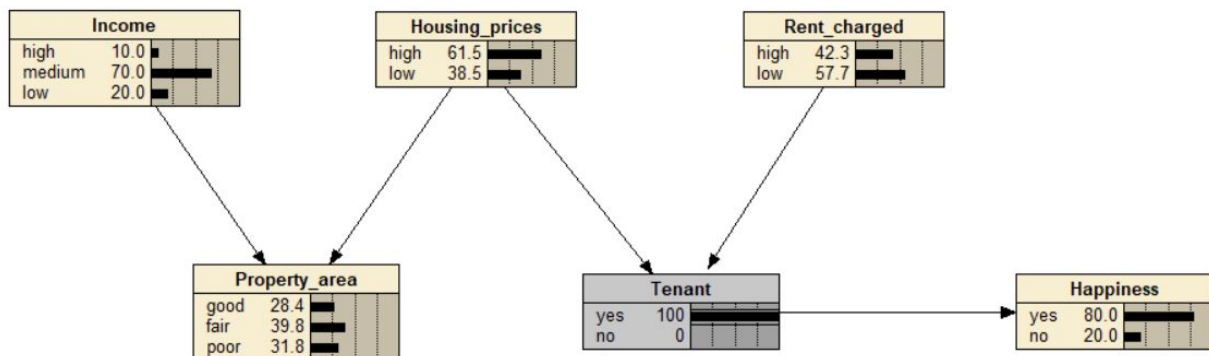 Income
high 10.0
medium 70.0
low 20.0
Housing_prices
high 61.5
low 38.5
Rent_charged
high 42.3
low 57.7
Property_area
good 28.4
fair 39.8
poor 31.8
Tenant
yes 100
no 0
Happiness
yes 80.0
no 20.0